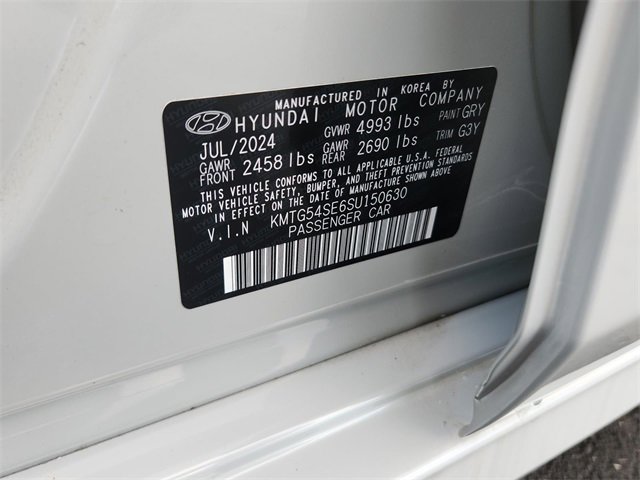 MANUFACTURED IN KOREA BY
HYUNDAI MOTOR COMPANY
JUL/2024 GVWR 4993 lbs PAINT GRY
GAWR FRONT 2458 lbs GAWR REAR 2690 lbs TRIM G3Y
THIS VEHICLE CONFORMS TO ALL APPLICABLE U.S.A. FEDERAL
MOTOR VEHICLE SAFETY, BUMPER, AND THEFT PREVENTION STANDARDS
IN EFFECT ON THE DATE OF MANUFACTURE SHOWN ABOVE
V.I.N KMTG54SE6SU150630
PASSENGER CAR